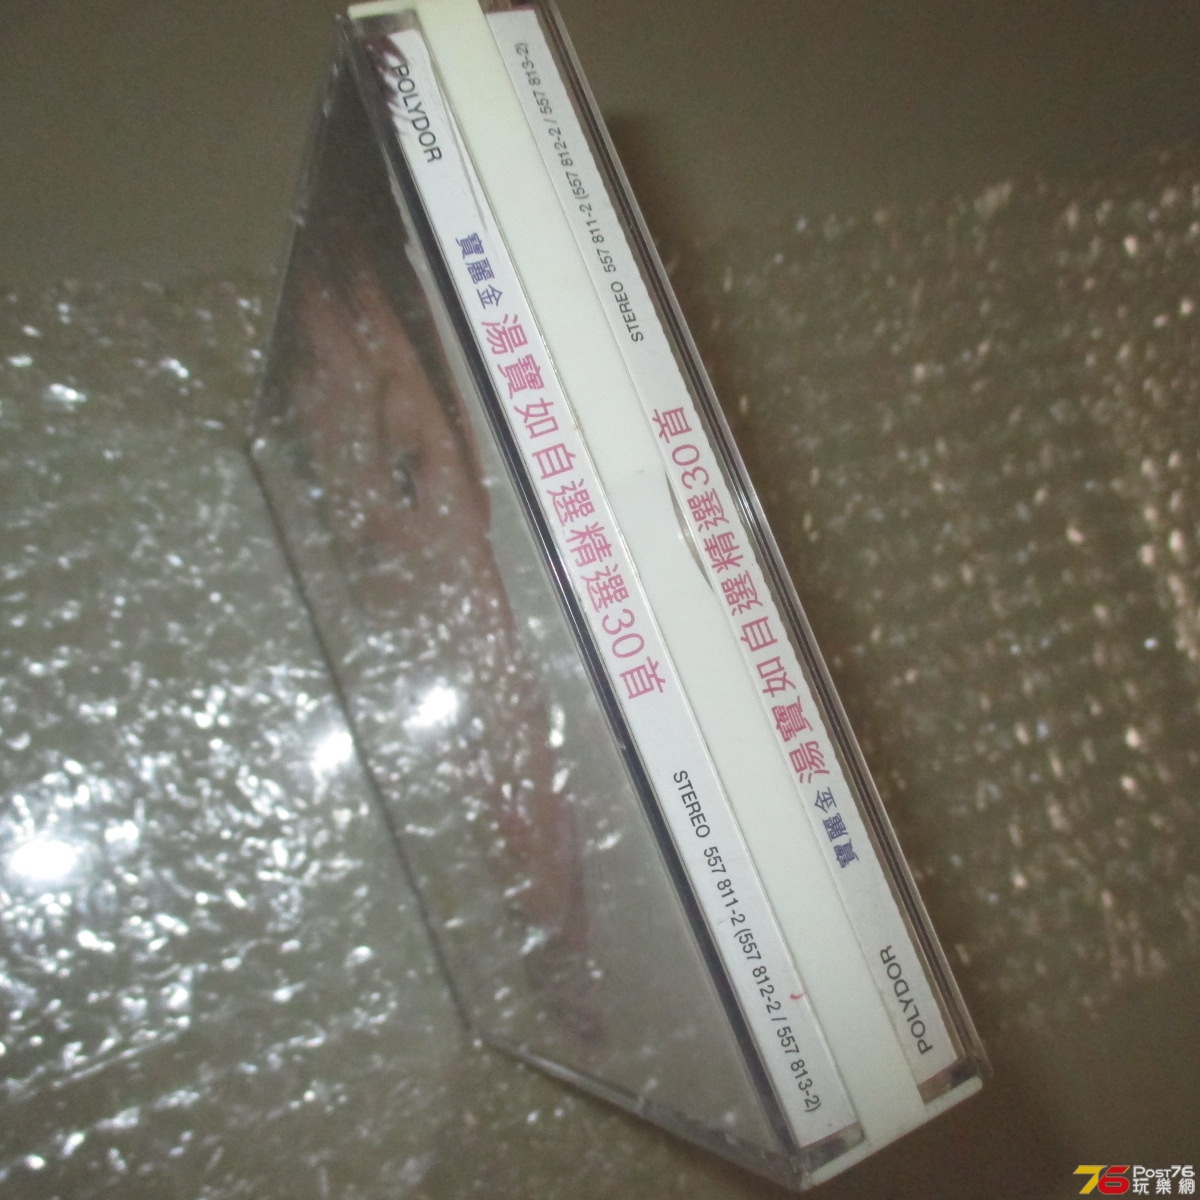 POLYDOR 寶麗金 湯寶如自選精選30首 STEREO 557 811-2 (557 812-2 / 557 813-2)
POLYDOR 寶麗金 湯寶如自選精選30首 STEREO 557 811-2 (557 812-2 / 557 813-2)
76 POST76
玩樂網